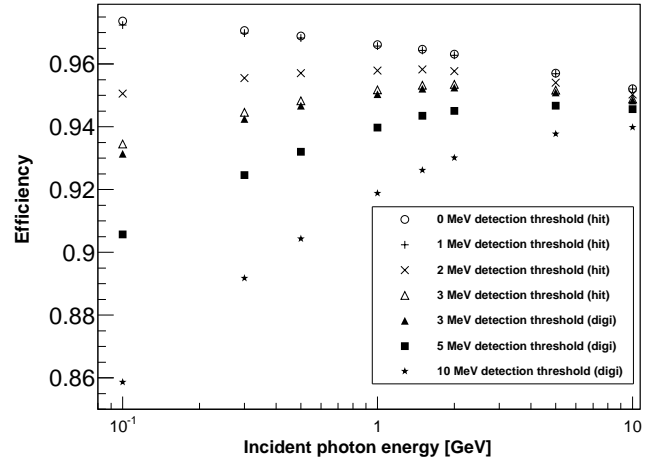 Efficiency
0.96
0.94
0.92
0.9
0.88
0.86
0 MeV detection threshold (hit)
1 MeV detection threshold (hit)
2 MeV detection threshold (hit)
3 MeV detection threshold (hit)
3 MeV detection threshold (digi)
5 MeV detection threshold (digi)
10 MeV detection threshold (digi)
10⁻¹ 1 10
Incident photon energy [GeV]